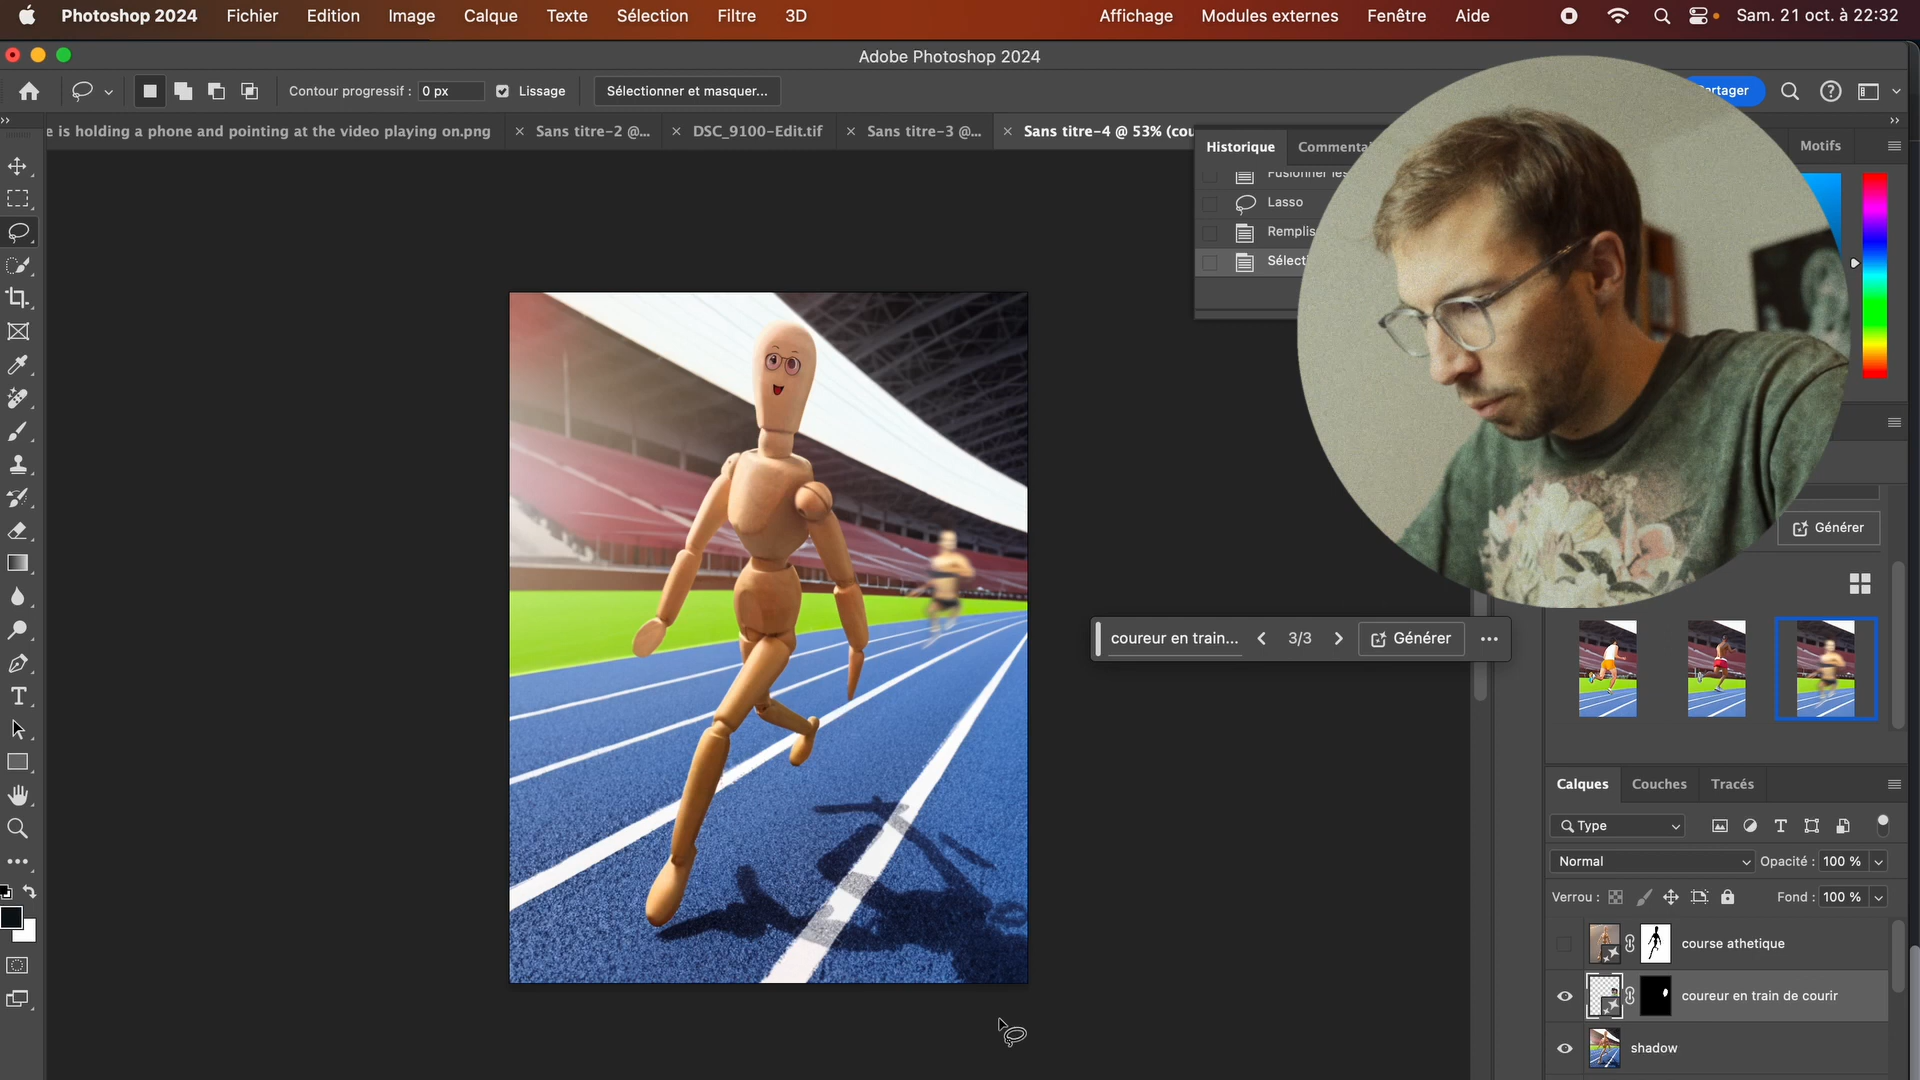 Photoshop 2024 Fichier Edition Image Calque Texte Sélection Filtre 3D Affichage Modules externes Fenêtre Aide Sam. 21 oct. à 22:32
Adobe Photoshop 2024
Contour progressif : 0 px Lissage Sélectionner et masquer... Partager
e is holding a phone and pointing at the video playing on.png × Sans titre-2 @... × DSC_9100-Edit.tif × Sans titre-3 @... × Sans titre-4 @ 53% (cou
Historique Commentai
Motifs
Fusionner les
Lasso
Remplis
Sélect
Générer
coureur en train... 3/3 Générer ...
Calques Couches Tracés
Type
Normal Opacité : 100 %
Verrou : Fond : 100 %
course athetique
coureur en train de courir
shadow